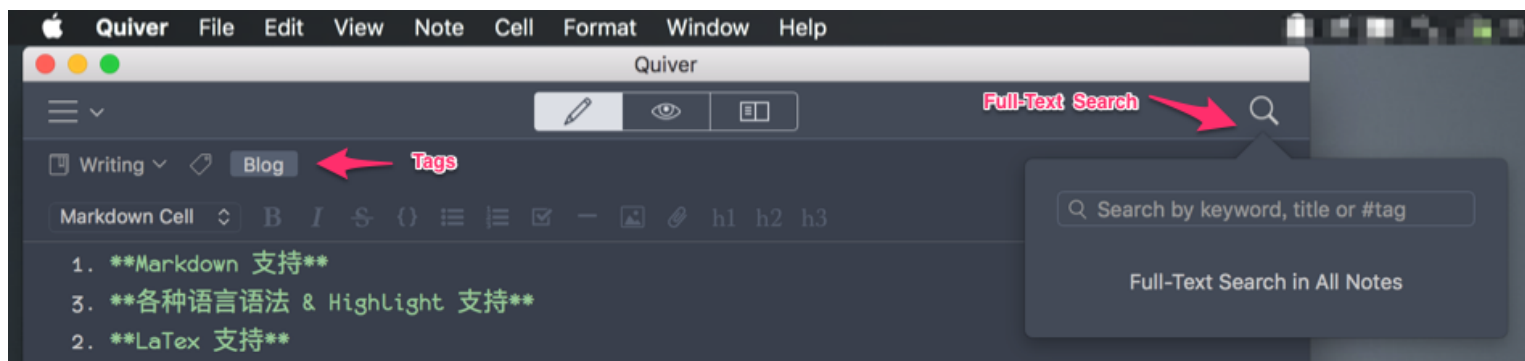 Quiver File Edit View Note Cell Format Window Help
Quiver
Full-Text Search
Writing Blog Tags
Markdown Cell B I S {} h1 h2 h3
Search by keyword, title or #tag
Full-Text Search in All Notes
1. **Markdown 支持**
3. **各种语言语法 & Highlight 支持**
2. **LaTex 支持**